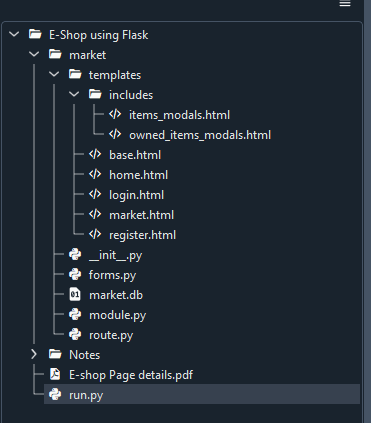 E-Shop using Flask
market
templates
includes
items_modals.html
owned_items_modals.html
base.html
home.html
login.html
market.html
register.html
__init__.py
forms.py
market.db
module.py
route.py
Notes
E-shop Page details.pdf
run.py